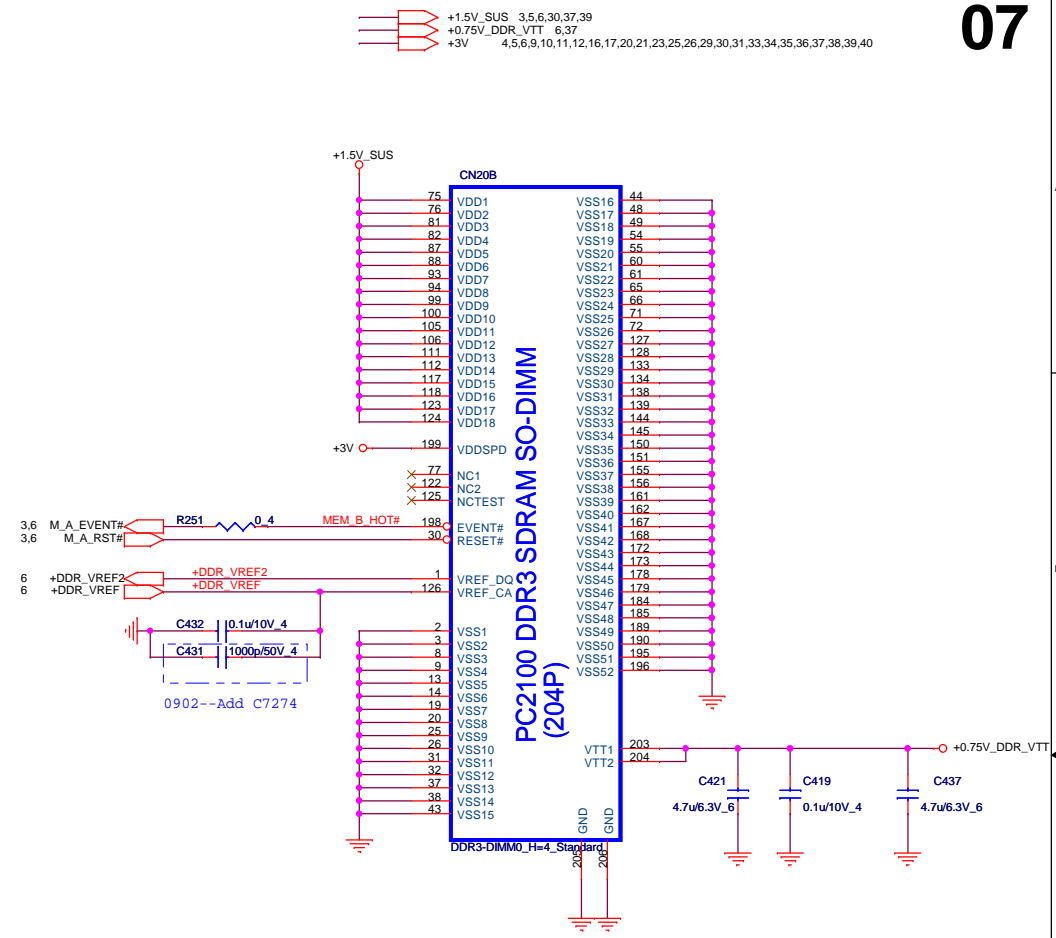 +1.5V_SUS 3,5,6,30,37,39
+0.75V_DDR_VTT 6,37
+3V 4,5,6,9,10,11,12,16,17,20,21,23,25,26,29,30,31,33,34,35,36,37,38,39,40
07
+1.5V_SUS
CN20B
75 VDD1 VSS16 44
76 VDD2 VSS17 48
81 VDD3 VSS18 49
82 VDD4 VSS19 54
87 VDD5 VSS20 55
88 VDD6 VSS21 60
93 VDD7 VSS22 61
94 VDD8 VSS23 65
99 VDD9 VSS24 66
100 VDD10 VSS25 71
105 VDD11 VSS26 72
106 VDD12 VSS27 127
111 VDD13 VSS28 128
112 VDD14 VSS29 133
117 VDD15 VSS30 134
118 VDD16 VSS31 138
123 VDD17 VSS32 139
124 VDD18 VSS33 144
VSS34 145
+3V 199 VDDSPD VSS35 150
VSS36 151
77 NC1 VSS37 155
122 NC2 VSS38 156
125 NCTEST VSS39 161
VSS40 162
3,6 M_A_EVENT# R251 0_4 MEM_B_HOT# 198 EVENT# VSS41 167
3,6 M_A_RST# 30 RESET# VSS42 168
VSS43 172
VSS44 173
6 +DDR_VREF2 +DDR_VREF2 1 VREF_DQ VSS45 178
6 +DDR_VREF +DDR_VREF 126 VREF_CA VSS46 179
VSS47 184
VSS48 185
C432 0.1u/10V_4 2 VSS1 VSS49 189
3 VSS2 VSS50 190
C431 1000p/50V_4 8 VSS3 VSS51 195
9 VSS4 VSS52 196
13 VSS5
14 VSS6
0902--Add C7274
19 VSS7
20 VSS8
25 VSS9
26 VSS10 VTT1 203 +0.75V_DDR_VTT
31 VSS11 VTT2 204
32 VSS12
37 VSS13
38 VSS14
43 VSS15
PC2100 DDR3 SDRAM SO-DIMM
(204P)
C421 C419 C437
4.7u/6.3V_6 0.1u/10V_4 4.7u/6.3V_6
GND GND
DDR3-DIMM0_H=4_Standard
205 206